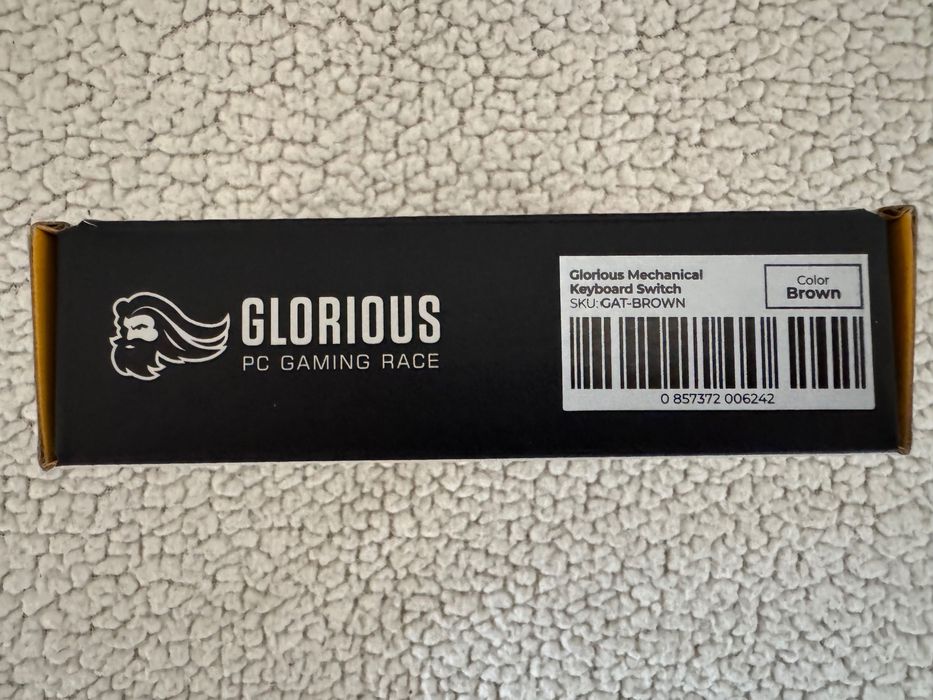 GLORIOUS
PC GAMING RACE
Glorious Mechanical
Keyboard Switch
SKU: GAT-BROWN
Color
Brown
0 857372 006242